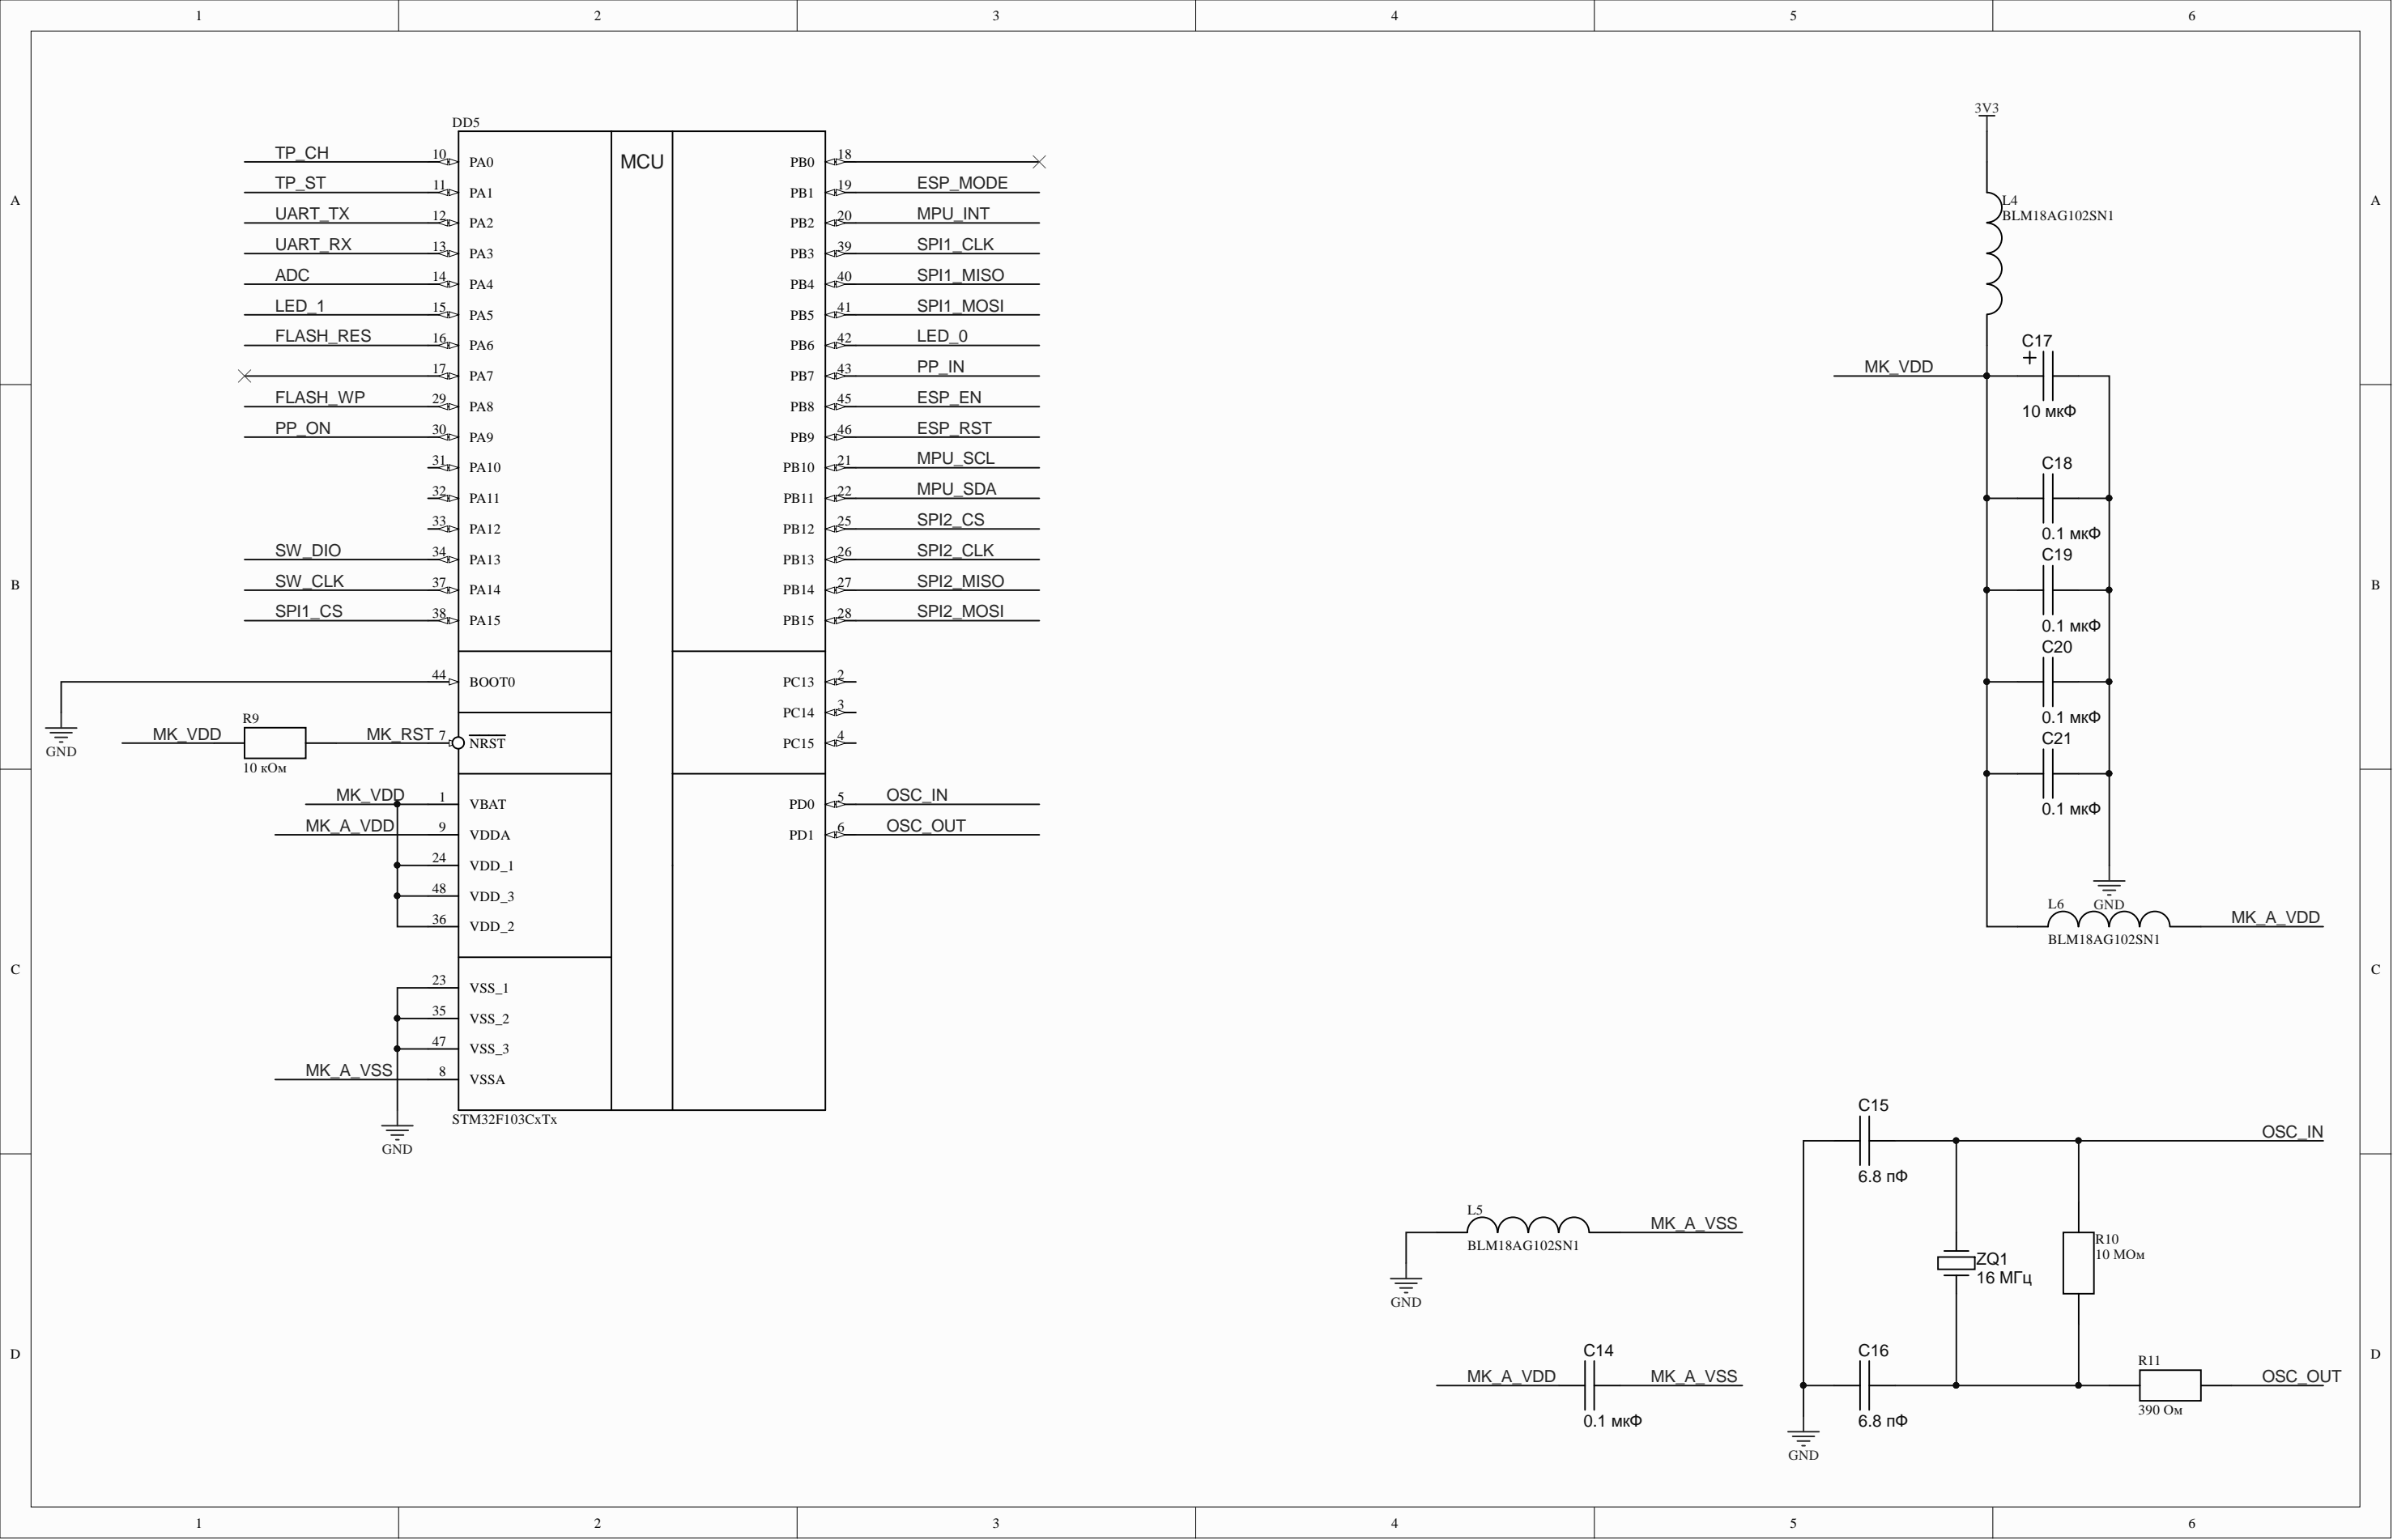 1 2 3 4 5 6
A
B
C
D
A
B
C
D
1 2 3 4 5 6
DD5
MCU
TP_CH 10 PA0
TP_ST 11 PA1
UART_TX 12 PA2
UART_RX 13 PA3
ADC 14 PA4
LED_1 15 PA5
FLASH_RES 16 PA6
17 PA7
FLASH_WP 29 PA8
PP_ON 30 PA9
31 PA10
32 PA11
33 PA12
SW_DIO 34 PA13
SW_CLK 37 PA14
SPI1_CS 38 PA15
44 BOOT0
GND
R9
MK_VDD
10 кОм
MK_RST 7 NRST
MK_VDD 1 VBAT
MK_A_VDD 9 VDDA
24 VDD_1
48 VDD_3
36 VDD_2
23 VSS_1
35 VSS_2
47 VSS_3
MK_A_VSS 8 VSSA
GND
STM32F103CxTx
PB0 18
PB1 19 ESP_MODE
PB2 20 MPU_INT
PB3 39 SPI1_CLK
PB4 40 SPI1_MISO
PB5 41 SPI1_MOSI
PB6 42 LED_0
PB7 43 PP_IN
PB8 45 ESP_EN
PB9 46 ESP_RST
PB10 21 MPU_SCL
PB11 22 MPU_SDA
PB12 25 SPI2_CS
PB13 26 SPI2_CLK
PB14 27 SPI2_MISO
PB15 28 SPI2_MOSI
PC13 2
PC14 3
PC15 4
PD0 5 OSC_IN
PD1 6 OSC_OUT
3V3
L4
BLM18AG102SN1
MK_VDD
C17
+
10 мкФ
C18
0.1 мкФ
C19
0.1 мкФ
C20
0.1 мкФ
C21
0.1 мкФ
GND
L6
BLM18AG102SN1
MK_A_VDD
L5
BLM18AG102SN1
MK_A_VSS
GND
MK_A_VDD
C14
0.1 мкФ
MK_A_VSS
C15
6.8 пФ
OSC_IN
ZQ1
16 МГц
R10
10 МОм
C16
6.8 пФ
R11
390 Ом
OSC_OUT
GND